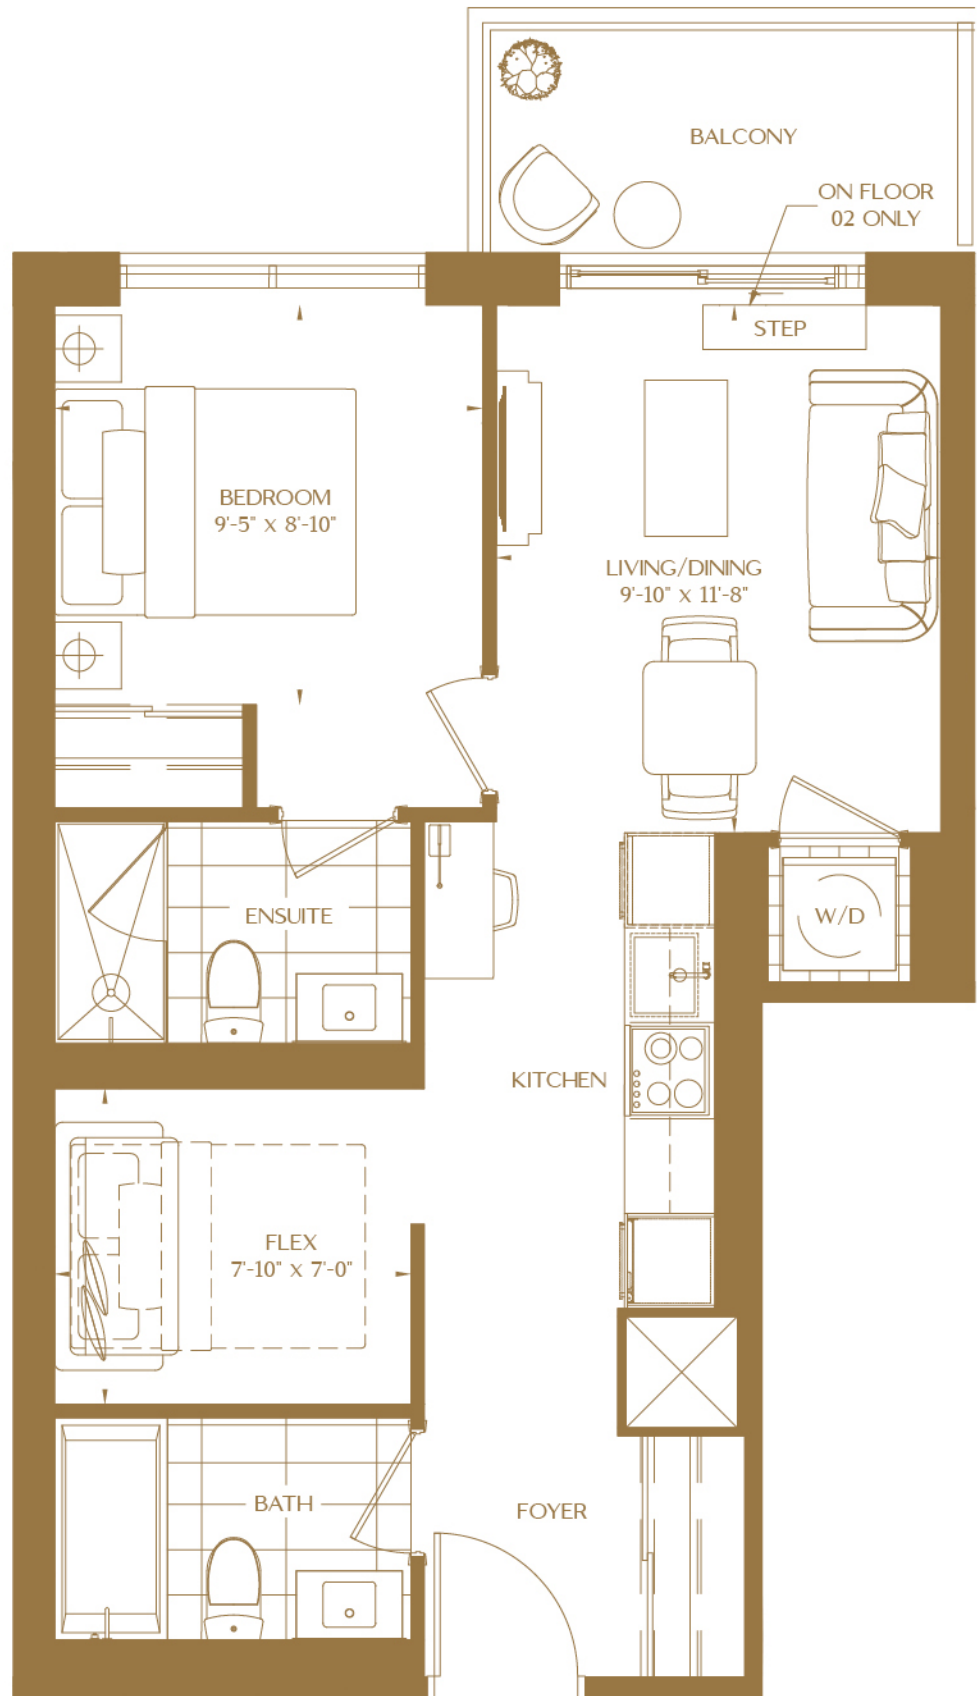 BALCONY
ON FLOOR
02 ONLY
STEP
BEDROOM
9'-5" x 8'-10"
LIVING/DINING
9'-10" x 11'-8"
ENSUITE
W/D
KITCHEN
FLEX
7'-10" x 7'-0"
BATH
FOYER